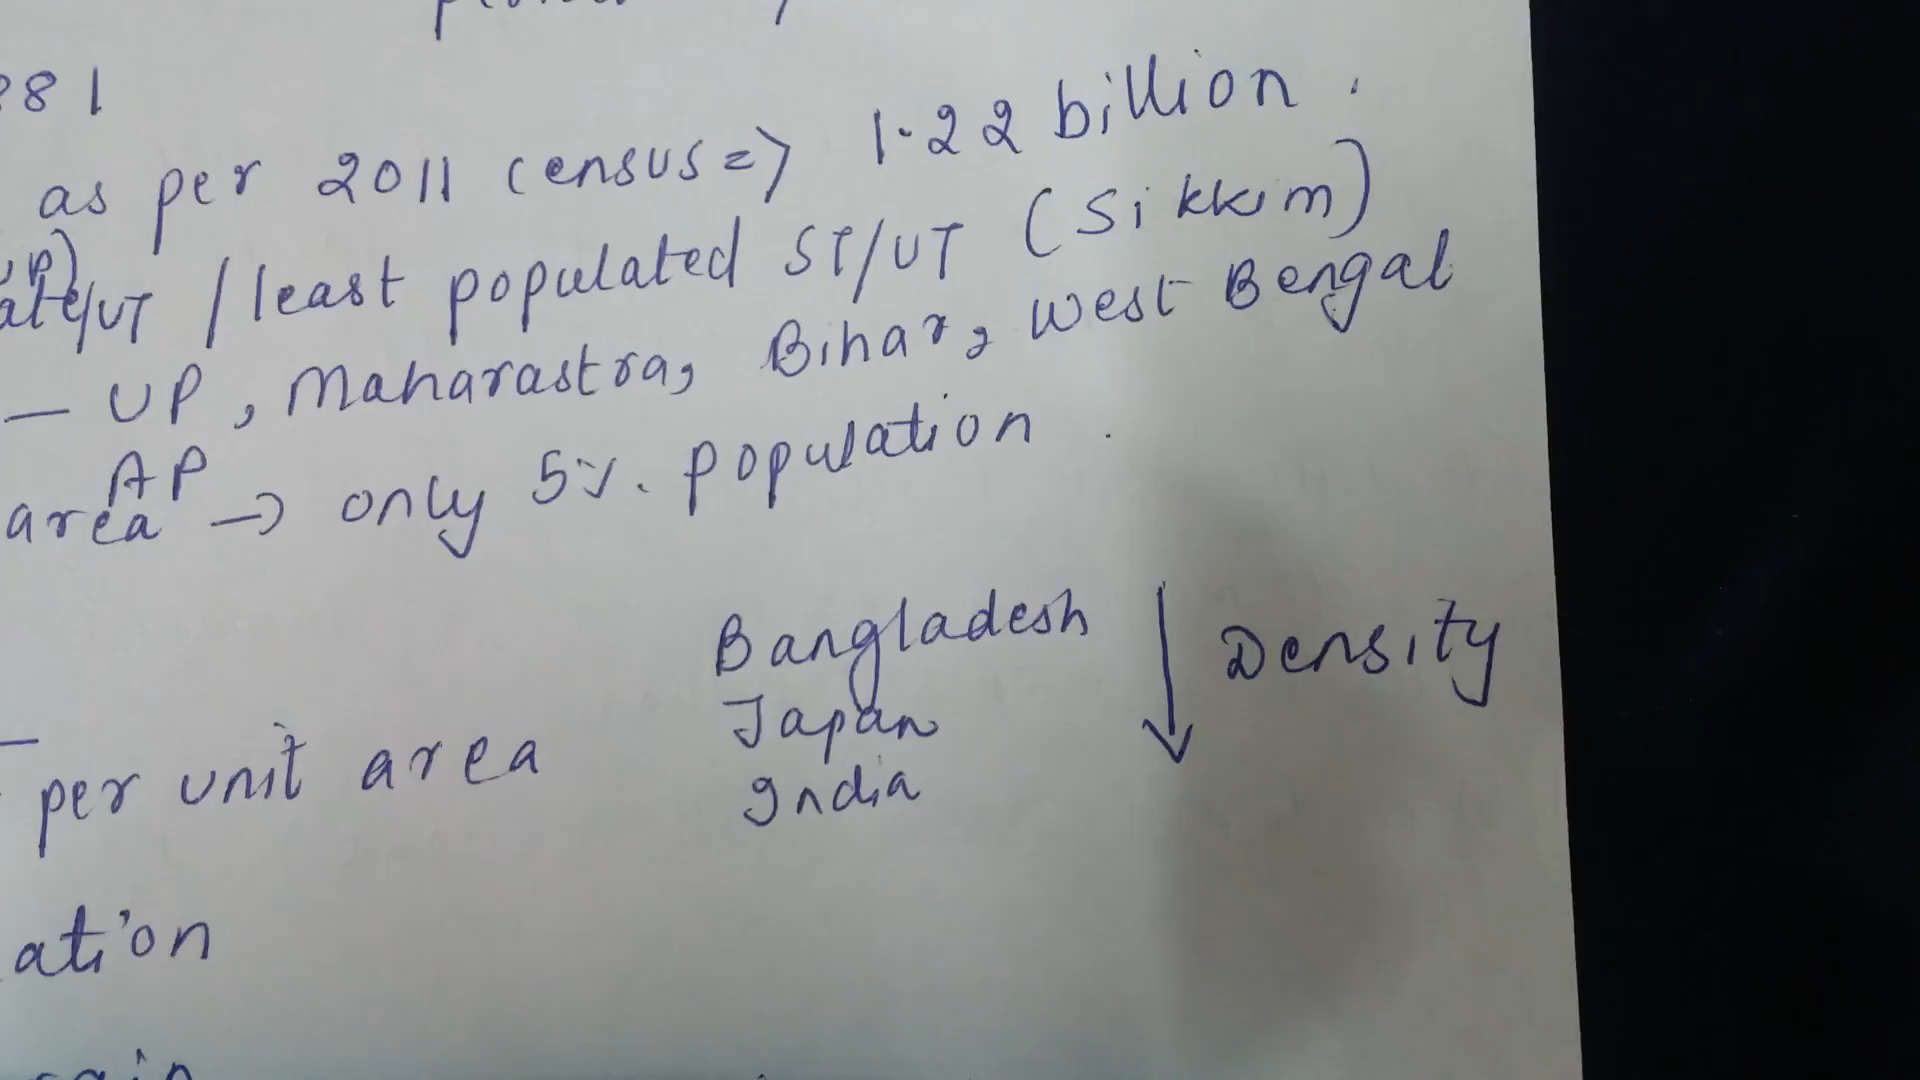 881
as per 2011 census => 1.22 billion.
UP)
ate/UT / least populated ST/UT (Sikkim)
— UP, Maharastra, Bihar, West Bengal
AP
area → only 5%. population.
Bangladesh ↓ Density
Japan
India
per unit area
ation